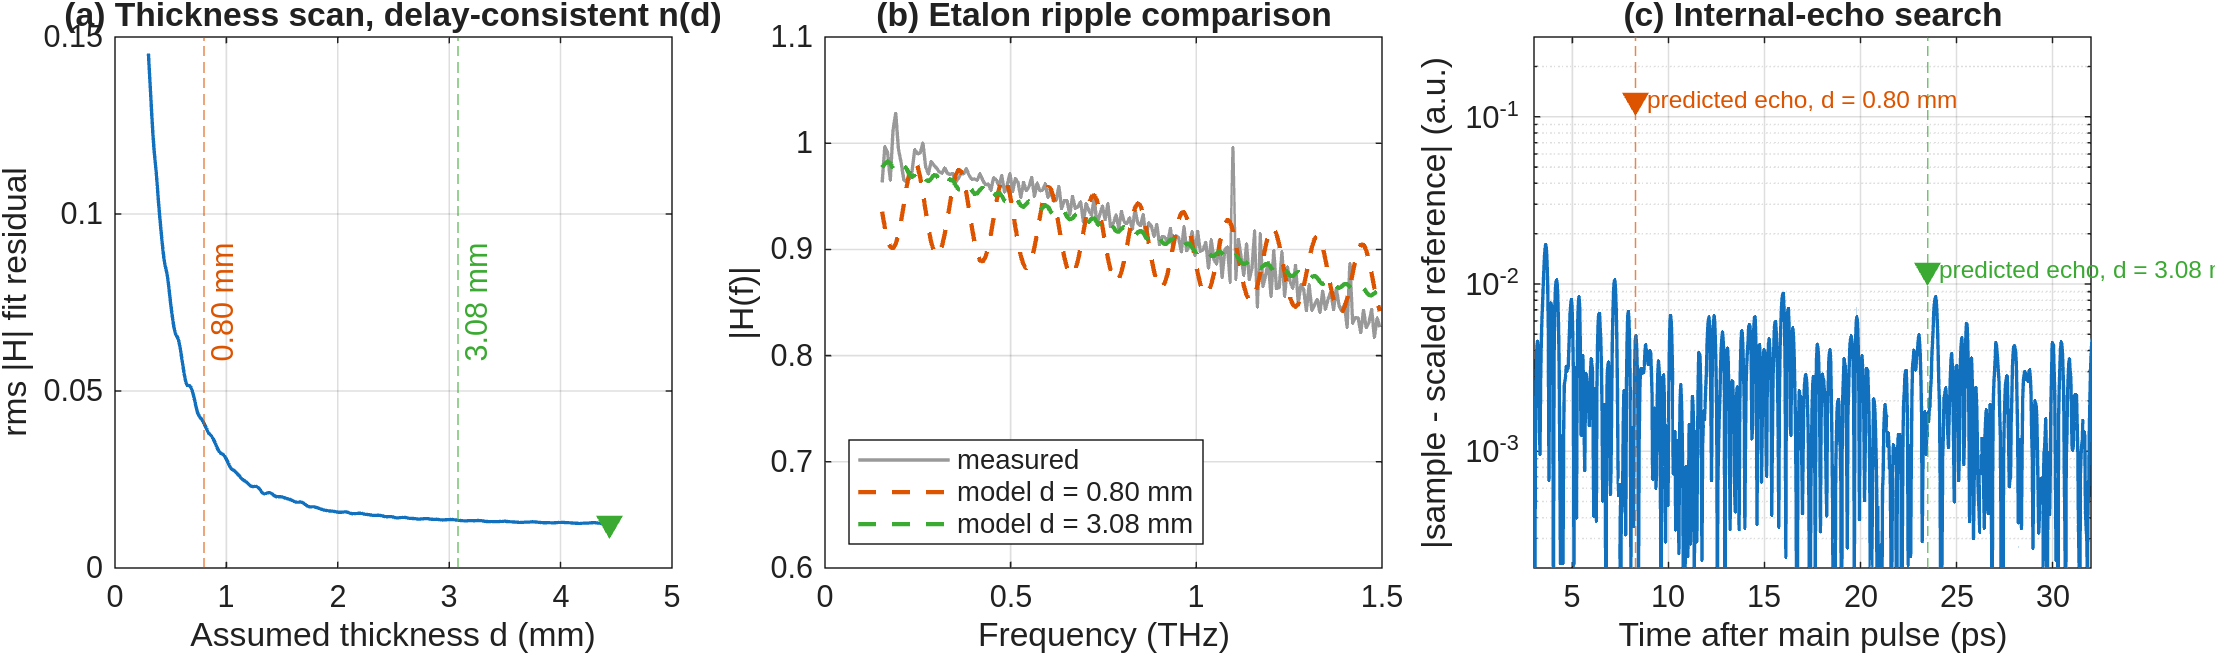 (a) Thickness scan, delay-consistent n(d)
0.15
0.1
0.05
0
rms |H| fit residual
0.80 mm
3.08 mm
0 1 2 3 4 5
Assumed thickness d (mm)
(b) Etalon ripple comparison
1.1
1
0.9
0.8
0.7
0.6
|H(f)|
measured
model d = 0.80 mm
model d = 3.08 mm
0 0.5 1 1.5
Frequency (THz)
(c) Internal-echo search
10-1
10-2
10-3
|sample - scaled reference| (a.u.)
predicted echo, d = 0.80 mm
predicted echo, d = 3.08
5 10 15 20 25 30
Time after main pulse (ps)